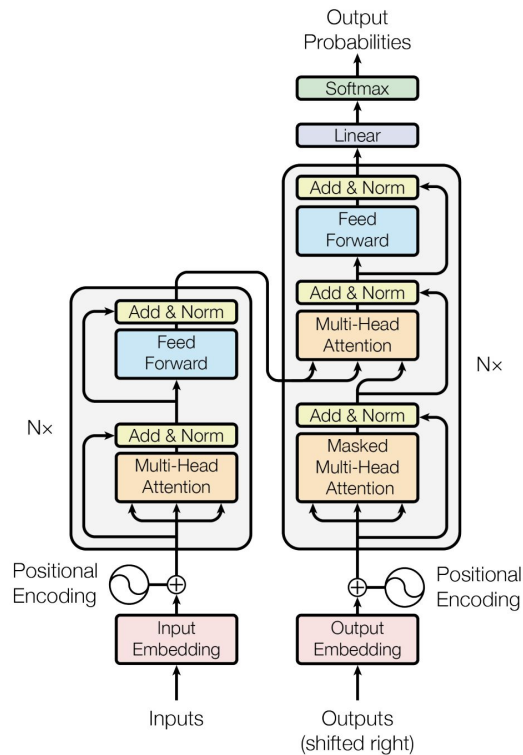 Output
Probabilities
Softmax
Linear
Add & Norm
Feed
Forward
Add & Norm
Multi-Head
Attention
Add & Norm
Masked
Multi-Head
Attention
N×
Add & Norm
Feed
Forward
Add & Norm
Multi-Head
Attention
N×
Positional
Encoding
Positional
Encoding
Input
Embedding
Output
Embedding
Inputs
Outputs
(shifted right)